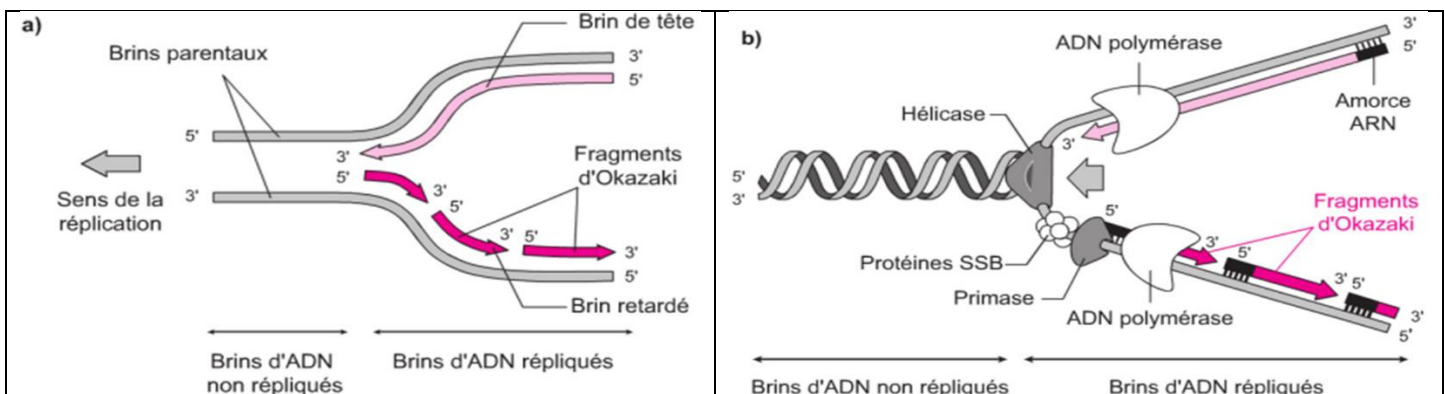 a)
Brin de tête
Brins parentaux
3'
5'
5'
3'
5'
Fragments
d'Okazaki
Sens de la
réplication
3'
3'
5'
3'
5'
3'
5'
Brin retardé
Brins d'ADN
non répliqués
Brins d'ADN répliqués
b)
ADN polymérase
3'
5'
Amorce
ARN
Hélicase
3'
5'
3'
5'
Fragments
d'Okazaki
3'
5'
Protéines SSB
Primase
ADN polymérase
3'
5'
3'
5'
Brins d'ADN non répliqués
Brins d'ADN répliqués